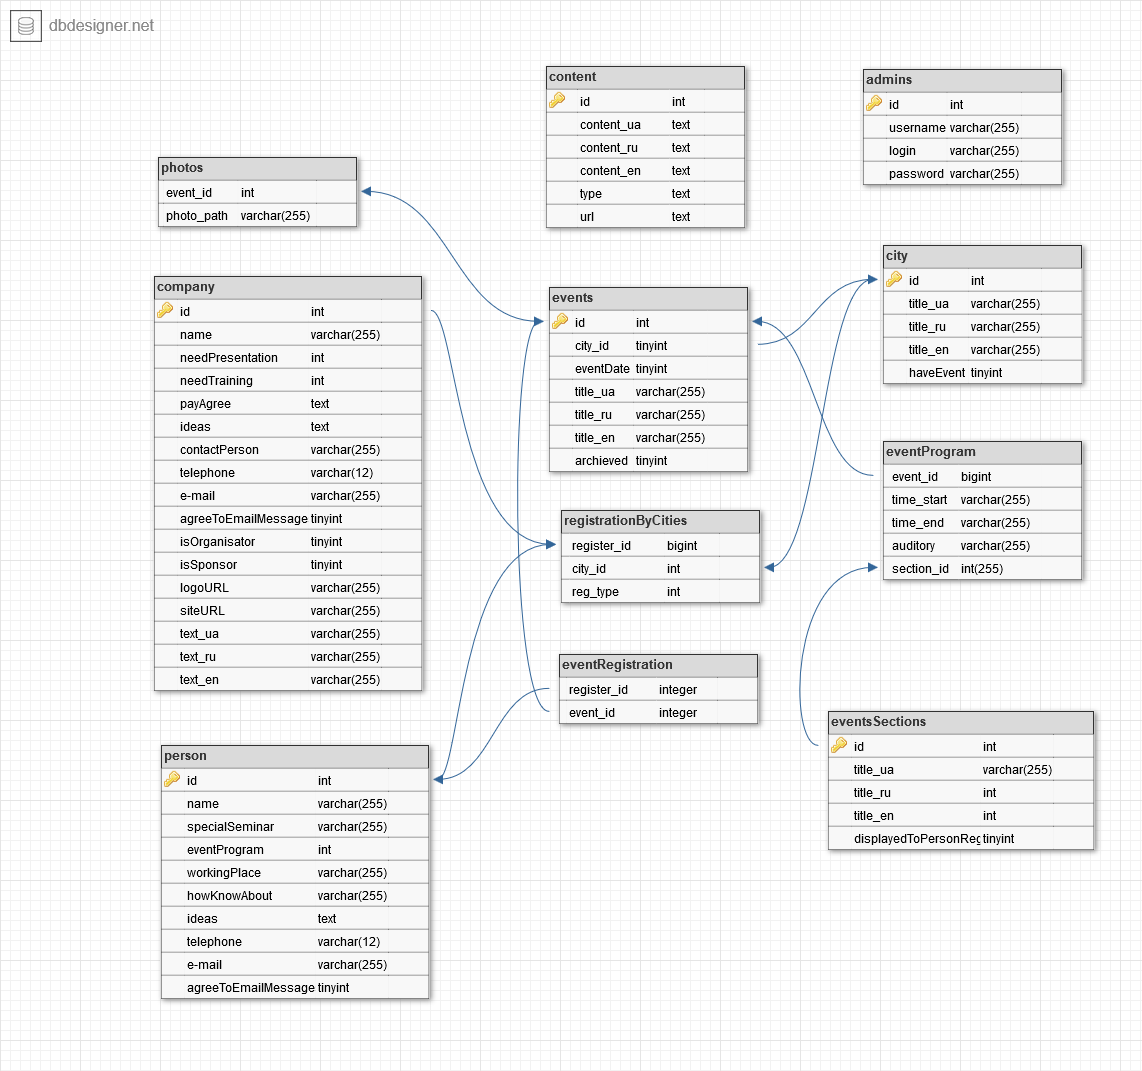 dbdesigner.net
content
id int
content_ua text
content_ru text
content_en text
type text
url text
admins
id int
username varchar(255)
login varchar(255)
password varchar(255)
photos
event_id int
photo_path varchar(255)
company
id int
name varchar(255)
needPresentation int
needTraining int
payAgree text
ideas text
contactPerson varchar(255)
telephone varchar(12)
e-mail varchar(255)
agreeToEmailMessage tinyint
isOrganisator tinyint
isSponsor tinyint
logoURL varchar(255)
siteURL varchar(255)
text_ua varchar(255)
text_ru varchar(255)
text_en varchar(255)
events
id int
city_id tinyint
eventDate tinyint
title_ua varchar(255)
title_ru varchar(255)
title_en varchar(255)
archieved tinyint
city
id int
title_ua varchar(255)
title_ru varchar(255)
title_en varchar(255)
haveEvent tinyint
eventProgram
event_id bigint
time_start varchar(255)
time_end varchar(255)
auditory varchar(255)
section_id int(255)
registrationByCities
register_id bigint
city_id int
reg_type int
eventRegistration
register_id integer
event_id integer
eventsSections
id int
title_ua varchar(255)
title_ru int
title_en int
displayedToPersonReg tinyint
person
id int
name varchar(255)
specialSeminar varchar(255)
eventProgram int
workingPlace varchar(255)
howKnowAbout varchar(255)
ideas text
telephone varchar(12)
e-mail varchar(255)
agreeToEmailMessage tinyint